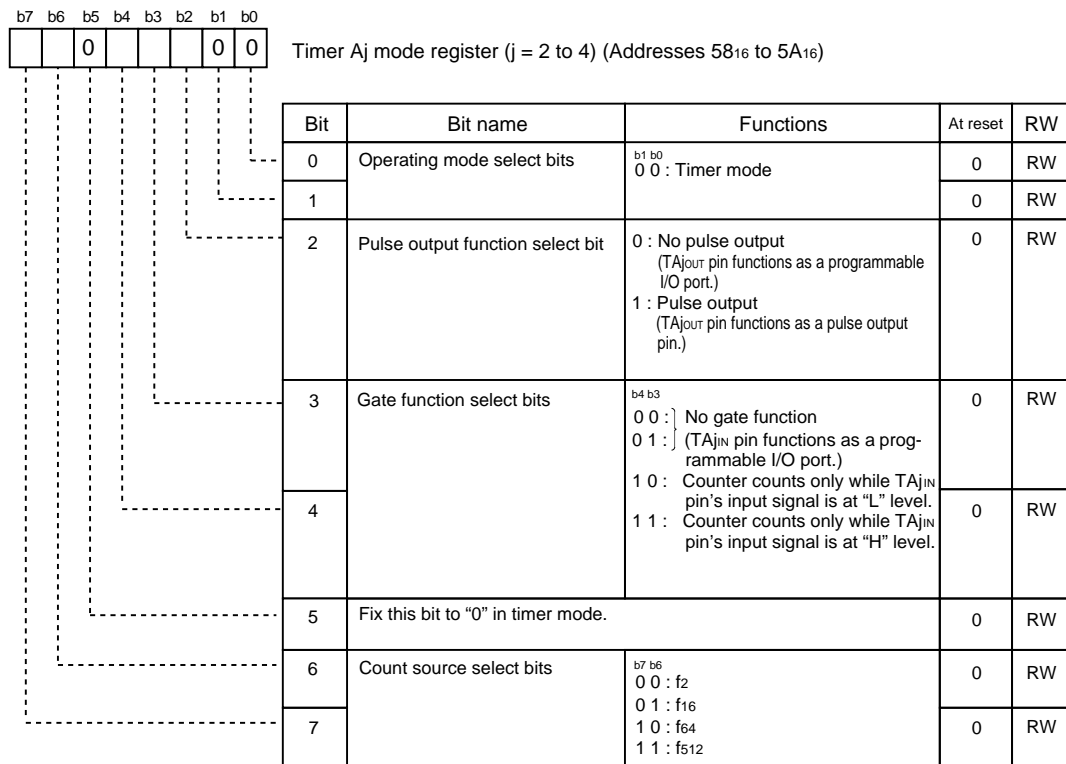 b7 b6 b5 b4 b3 b2 b1 b0
0 0 0
Timer Aj mode register (j = 2 to 4) (Addresses 5816 to 5A16)
Bit Bit name Functions At reset RW
0 Operating mode select bits b1 b0 0 RW
0 0 : Timer mode
1 0 RW
2 Pulse output function select bit 0 : No pulse output 0 RW
(TAjOUT pin functions as a programmable
I/O port.)
1 : Pulse output
(TAjOUT pin functions as a pulse output
pin.)
3 Gate function select bits b4 b3 0 RW
0 0 : No gate function
0 1 : (TAjIN pin functions as a prog-
rammable I/O port.)
1 0 : Counter counts only while TAjIN
pin's input signal is at “L” level.
4 0 RW
1 1 : Counter counts only while TAjIN
pin's input signal is at “H” level.
5 Fix this bit to “0” in timer mode. 0 RW
6 Count source select bits b7 b6 0 RW
0 0 : f2
0 1 : f16
7 1 0 : f64 0 RW
1 1 : f512